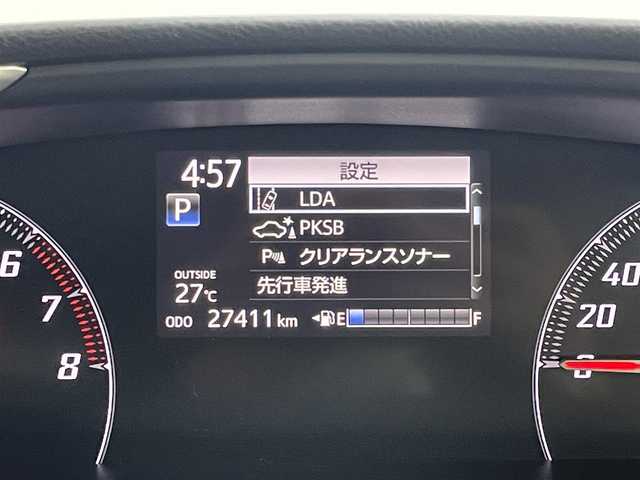 4:57
設定
LDA
P
PKSB
P クリアランスソナー
OUTSIDE
27℃
先行車発進
ODO 27411 km
E F
6
7
8
40
20
0